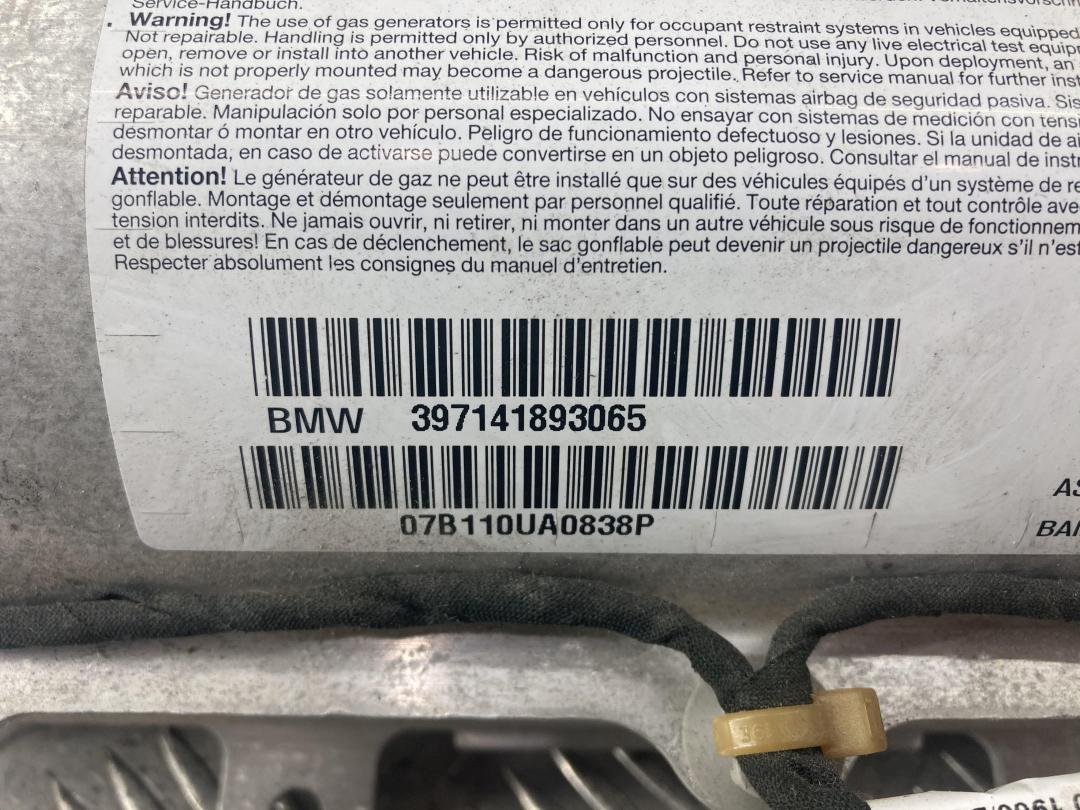 Service-Handbuch.
Warning! The use of gas generators is permitted only for occupant restraint systems in vehicles equipped
Not repairable. Handling is permitted only by authorized personnel. Do not use any live electrical test equip
open, remove or install into another vehicle. Risk of malfunction and personal injury. Upon deployment, an
which is not properly mounted may become a dangerous projectile. Refer to service manual for further inst
Aviso! Generador de gas solamente utilizable en vehículos con sistemas airbag de seguridad pasiva. Sis
reparable. Manipulación solo por personal especializado. No ensayar con sistemas de medición con tensi
desmontar ó montar en otro vehículo. Peligro de funcionamiento defectuoso y lesiones. Si la unidad de ai
desmontada, en caso de activarse puede convertirse en un objeto peligroso. Consultar el manual de instr
Attention! Le générateur de gaz ne peut être installé que sur des véhicules équipés d'un système de re
gonflable. Montage et démontage seulement par personnel qualifié. Toute réparation et tout contrôle ave
tension interdits. Ne jamais ouvrir, ni retirer, ni monter dans un autre véhicule sous risque de fonctionnem
et de blessures! En cas de déclenchement, le sac gonflable peut devenir un projectile dangereux s'il n'est
Respecter absolument les consignes du manuel d'entretien.
BMW 397141893065
07B110UA0838P
AS
BAI